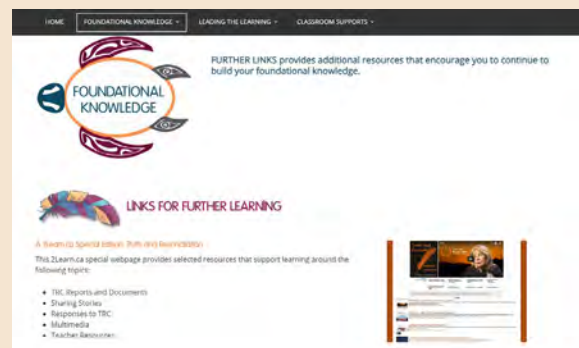 HOME
FOUNDATIONAL KNOWLEDGE
LEADING THE LEARNING
CLASSROOM SUPPORTS
FOUNDATIONAL
KNOWLEDGE
FURTHER LINKS provides additional resources that encourage you to continue to
build your foundational knowledge.
LINKS FOR FURTHER LEARNING
A 2learn.ca Special Edition: Truth and Reconciliation
This 2Learn.ca special webpage provides selected resources that support learning around the
following topics:
• TRC Reports and Documents
• Sharing Stories
• Responses to TRC
• Multimedia
• Teacher Resources